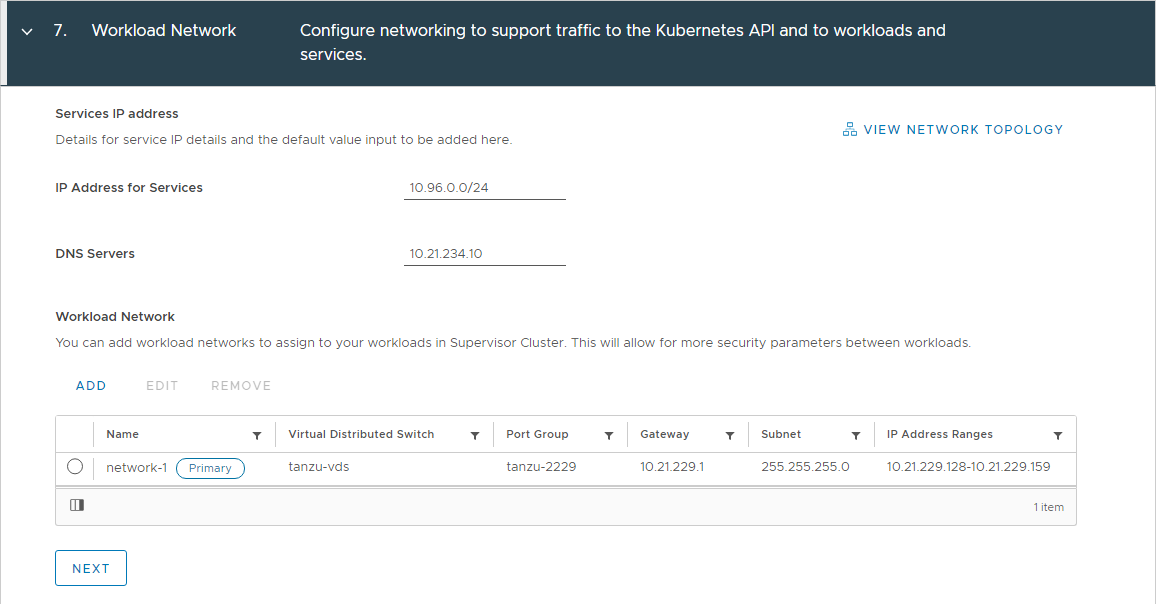 7. Workload Network Configure networking to support traffic to the Kubernetes API and to workloads and
services.
Services IP address
Details for service IP details and the default value input to be added here.
VIEW NETWORK TOPOLOGY
IP Address for Services 10.96.0.0/24
DNS Servers 10.21.234.10
Workload Network
You can add workload networks to assign to your workloads in Supervisor Cluster. This will allow for more security parameters between workloads.
ADD EDIT REMOVE
Name Virtual Distributed Switch Port Group Gateway Subnet IP Address Ranges
network-1 Primary tanzu-vds tanzu-2229 10.21.229.1 255.255.255.0 10.21.229.128-10.21.229.159
1 item
NEXT